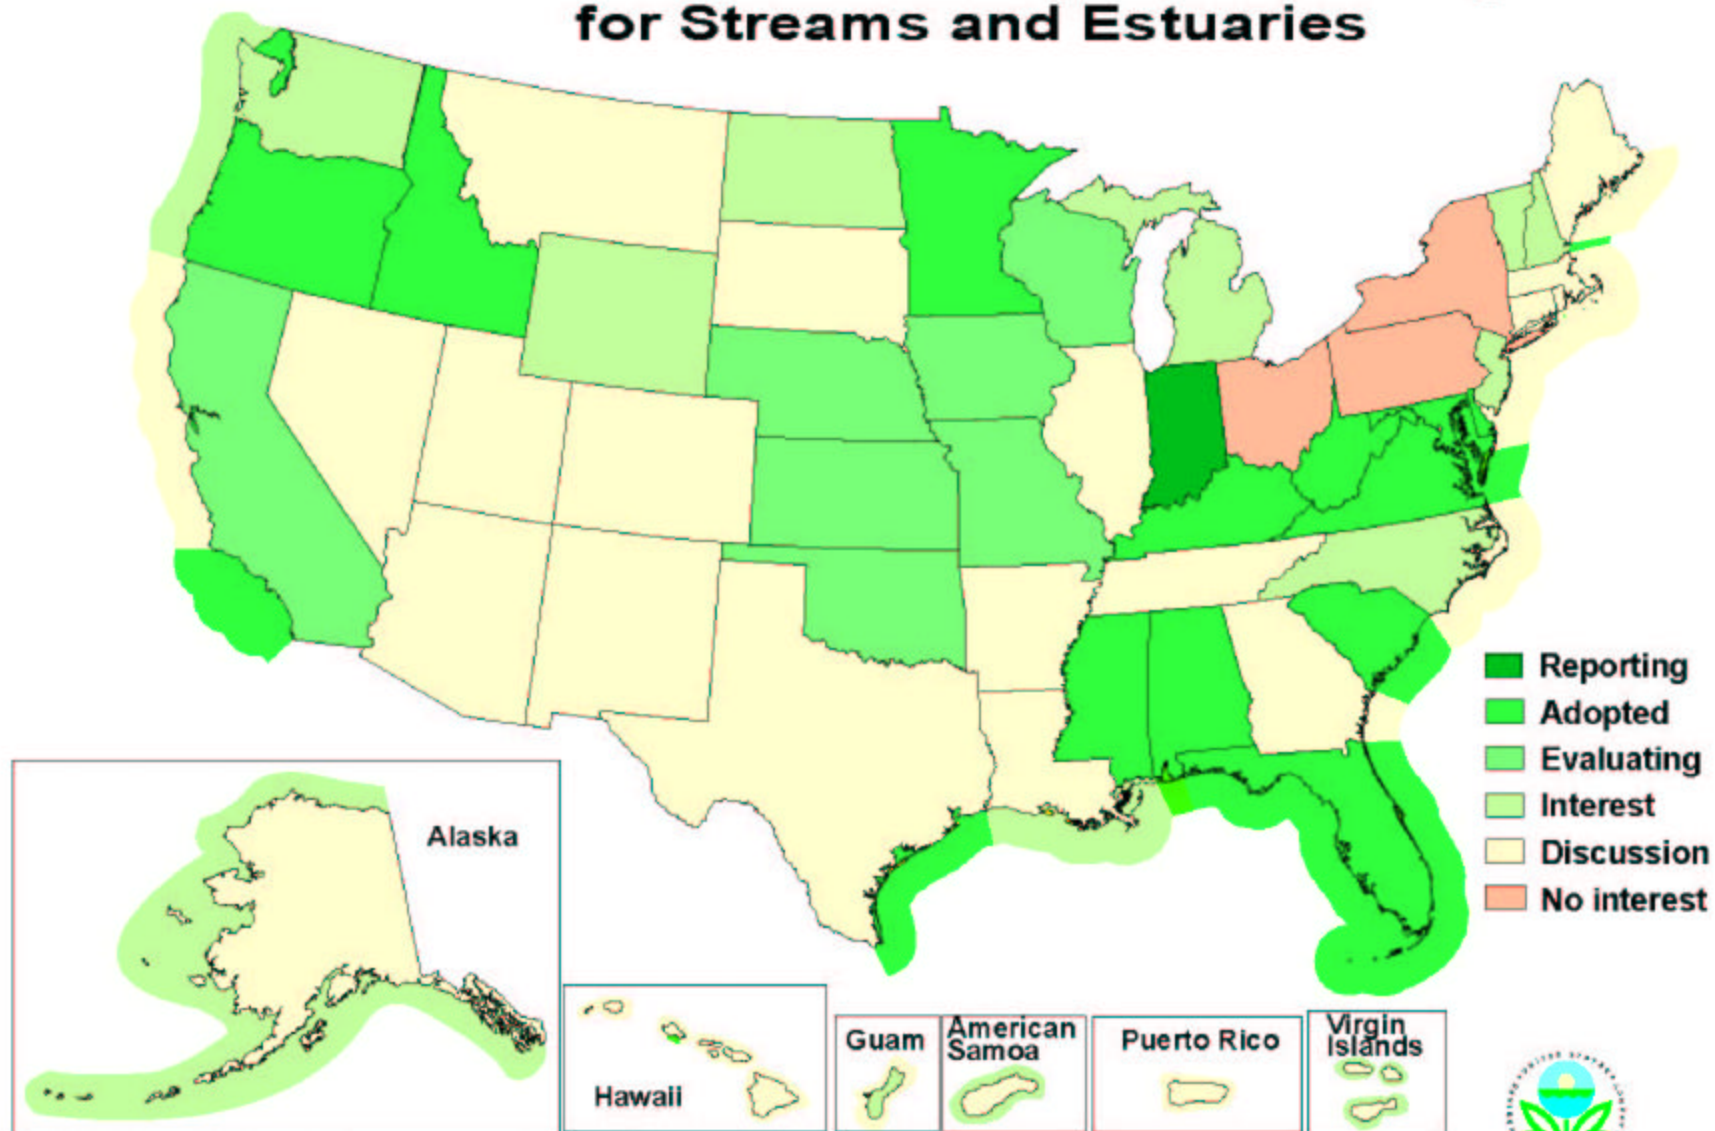 for Streams and Estuaries
Reporting
Adopted
Evaluating
Interest
Discussion
No interest
Alaska
Hawaii
Guam
American
Samoa
Puerto Rico
Virgin
Islands